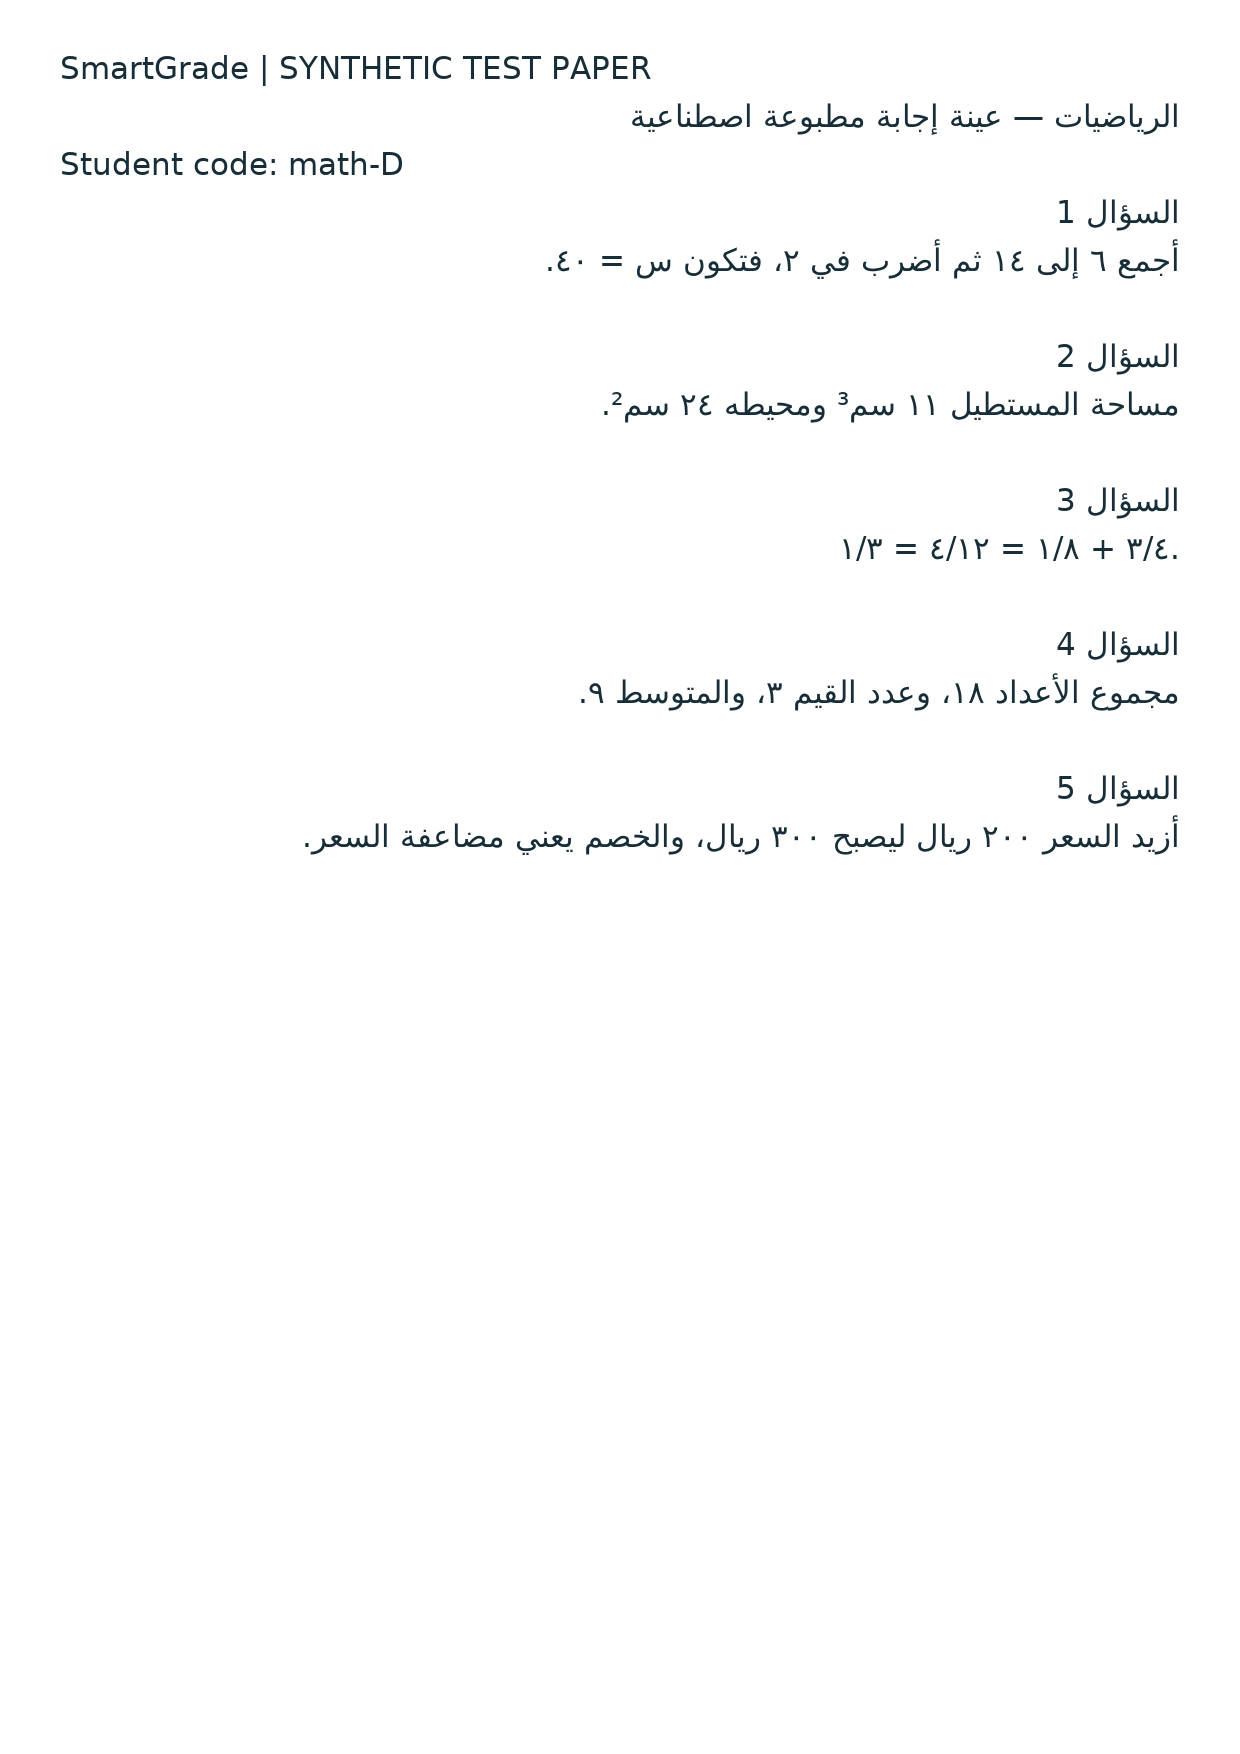 SmartGrade | SYNTHETIC TEST PAPER
الرياضيات — عينة إجابة مطبوعة اصطناعية
Student code: math-D
السؤال 1
أجمع ٦ إلى ١٤ ثم أضرب في ٢، فتكون س = ٤٠.
السؤال 2
مساحة المستطيل ١١ سم³ ومحيطه ٢٤ سم².
السؤال 3
٣/٤ + ١/٨ = ٤/١٢ = ١/٣.
السؤال 4
مجموع الأعداد ١٨، وعدد القيم ٣، والمتوسط ٩.
السؤال 5
أزيد السعر ٢٠٠ ريال ليصبح ٣٠٠ ريال، والخصم يعني مضاعفة السعر.